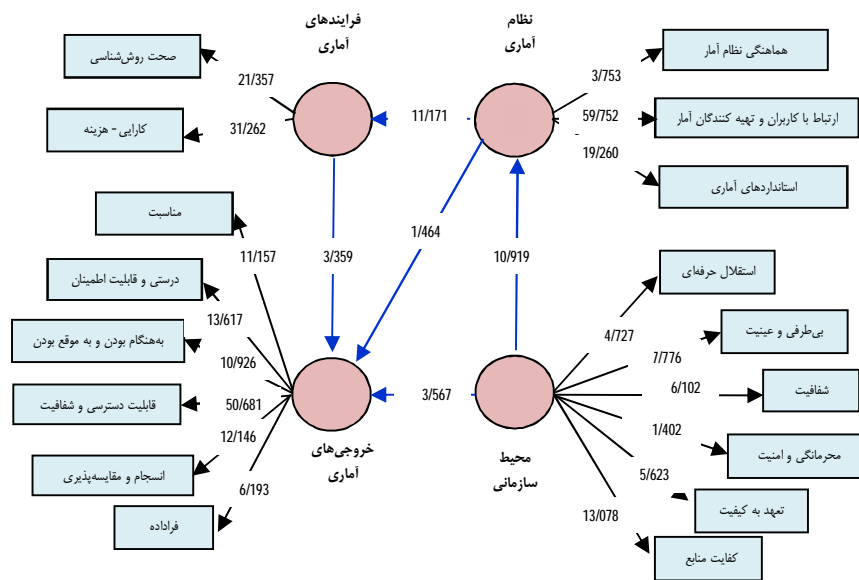 فرایندهای
آماری
نظام
آماری
صحت روش‌شناسی
هماهنگی نظام آمار
21/357
3/753
کارایی - هزینه
31/262
11/171
59/752
ارتباط با کاربران و تهیه کنندگان آمار
19/260
استانداردهای آماری
مناسبت
11/157
3/359
1/464
10/919
استقلال حرفه‌ای
درستی و قابلیت اطمینان
13/617
4/727
بی‌طرفی و عینیت
به‌هنگام بودن و به موقع بودن
10/926
7/776
6/102
شفافیت
قابلیت دسترسی و شفافیت
50/681
3/567
1/402
12/146
خروجی‌های
آماری
محیط
سازمانی
محرمانگی و امنیت
انسجام و مقایسه‌پذیری
6/193
5/623
تعهد به کیفیت
فراداده
13/078
کفایت منابع